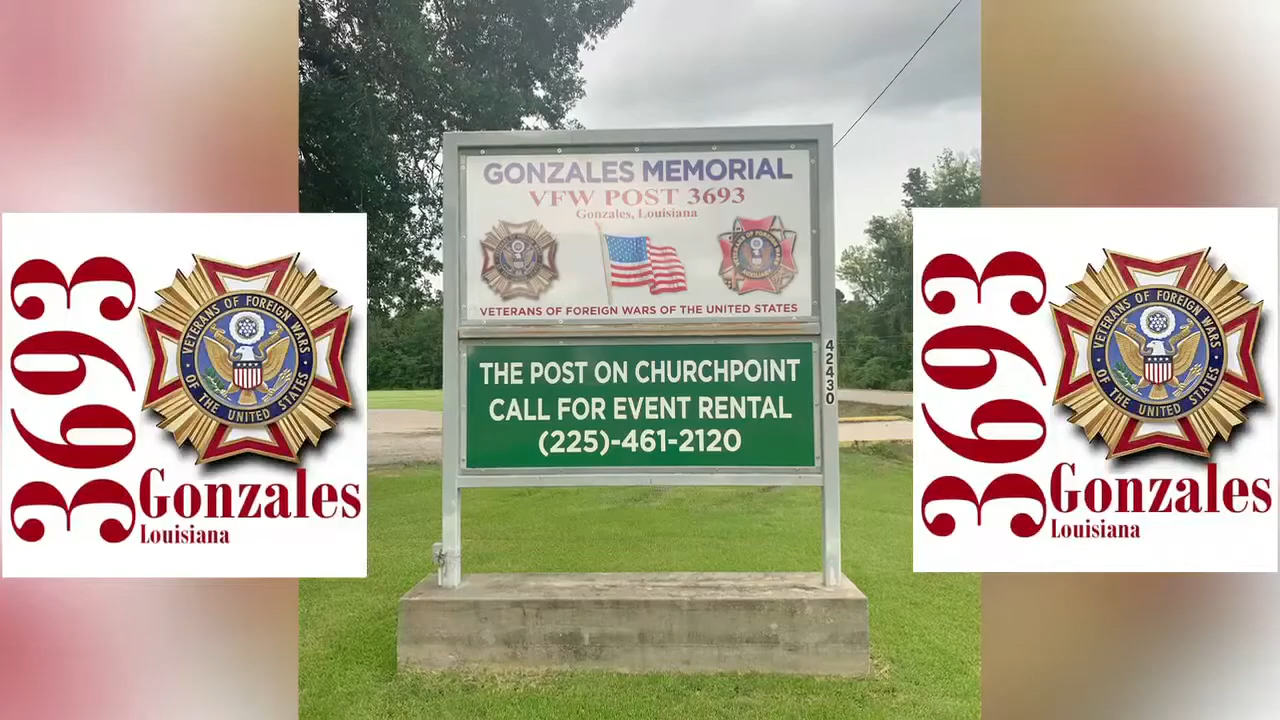 GONZALES MEMORIAL
VFW POST 3693
Gonzales, Louisiana
VETERANS OF FOREIGN WARS OF THE UNITED STATES
THE POST ON CHURCHPOINT
CALL FOR EVENT RENTAL
(225)-461-2120
42430
3693
VETERANS OF FOREIGN WARS
OF THE UNITED STATES
Gonzales
Louisiana
3693
VETERANS OF FOREIGN WARS
OF THE UNITED STATES
Gonzales
Louisiana